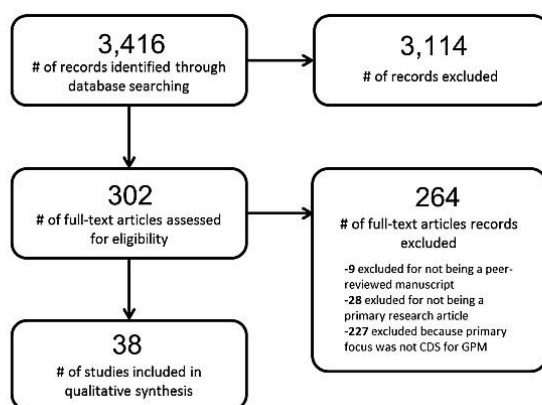 3,416
# of records identified through
database searching
3,114
# of records excluded
302
# of full-text articles assessed
for eligibility
264
# of full-text articles records
excluded
-9 excluded for not being a peer-
reviewed manuscript
-28 exluded for not being a
primary research article
-227 excluded because primary
focus was not CDS for GPM
38
# of studies included in
qualitative synthesis